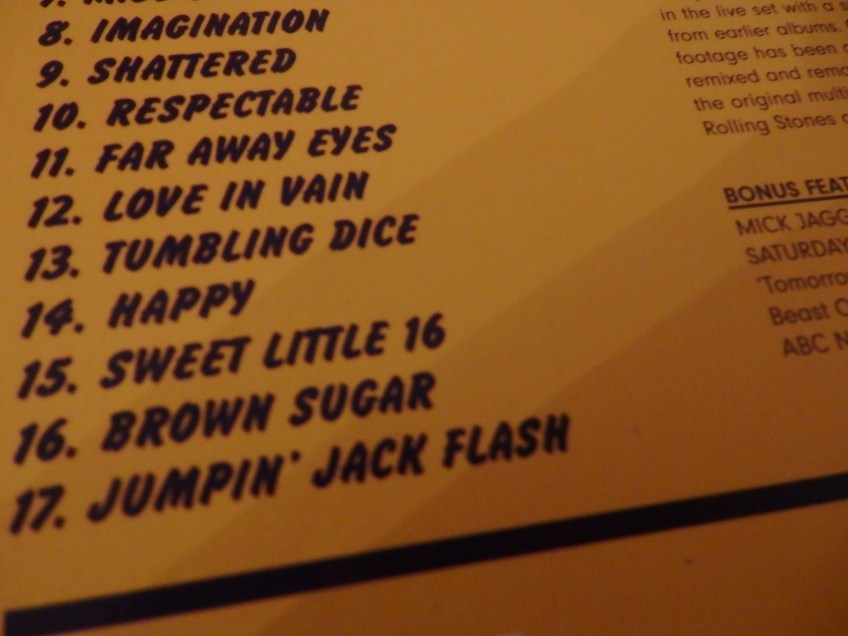 8. IMAGINATION
9. SHATTERED
10. RESPECTABLE
11. FAR AWAY EYES
12. LOVE IN VAIN
13. TUMBLING DICE
14. HAPPY
15. SWEET LITTLE 16
16. BROWN SUGAR
17. JUMPIN' JACK FLASH
in the live set with a
from earlier albums.
footage has been
remixed and
the original
Rolling Stones
BONUS
MICK
SATURDAY
Beast
ABC